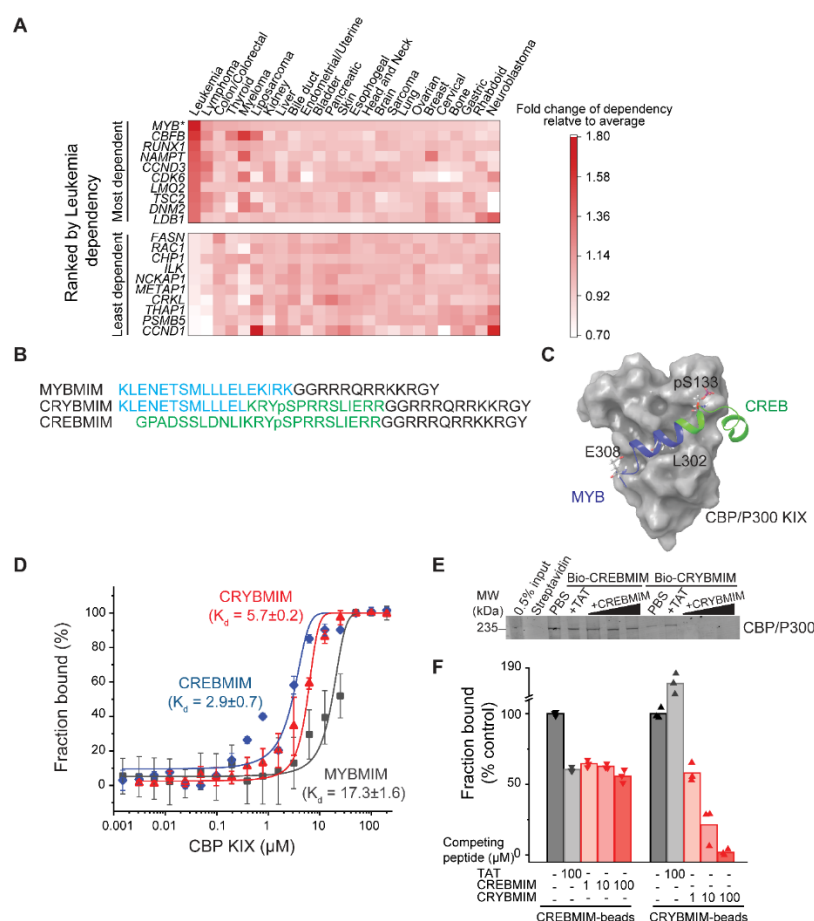 A
Leukemia
Lymphoma
Colon/Colorectal
Thyroid
Myeloma
Liposarcoma
Kidney
Liver
Bile duct
Endometrial/Uterine
Bladder
Pancreatic
Skin
Esophogeal
Head and Neck
Brain
Sarcoma
Lung
Ovarian
Breast
Cervical
Bone
Gastric
Rhabdoid
Neuroblastoma
Ranked by Leukemia
dependency
Most dependent
MYB*
CBFB
RUNX1
NAMPT
CCND3
CDK6
LMO2
TSC2
DNM2
LDB1
Least dependent
FASN
RAC1
CHP1
ILK
NCKAP1
METAP1
CRKL
THAP1
PSMB5
CCND1
Fold change of dependency
relatve to average
1.80
1.58
1.36
1.14
0.92
0.70
B
MYBMIM KLENETSMLLLELEKIRKGGRRRQRRKKRGY
CRYBMIM KLENETSMLLLELKRYpSPRRSLIERRGGRRRQRRKKRGY
CREBMIM GPADSSLDNLIKRYpSPRRSLIERRGGRRRQRRKKRGY
C
pS133
CREB
E308
L302
MYB
CBP/P300 KIX
D
Fraction bound (%)
100
80
60
40
20
0
CRYBMIM
(Kd = 5.7±0.2)
CREBMIM
(Kd = 2.9±0.7)
MYBMIM
(Kd = 17.3±1.6)
0.001 0.01 0.1 1 10 100
CBP KIX (µM)
E
MW
(kDa)
0.5% input
Streptavidin
Bio-CREBMIM
PBS
+TAT
+CREBMIM
Bio-CRYBMIM
PBS
+TAT
+CRYBMIM
235
CBP/P300
F
Fraction bound
(% control)
190
100
50
0
Competing
peptide (µM)
TAT - 100 - - - - 100 - - -
CREBMIM - - 1 10 100 - - - - -
CRYBMIM - - - - - - - 1 10 100
CREBMIM-beads CRYBMIM-beads